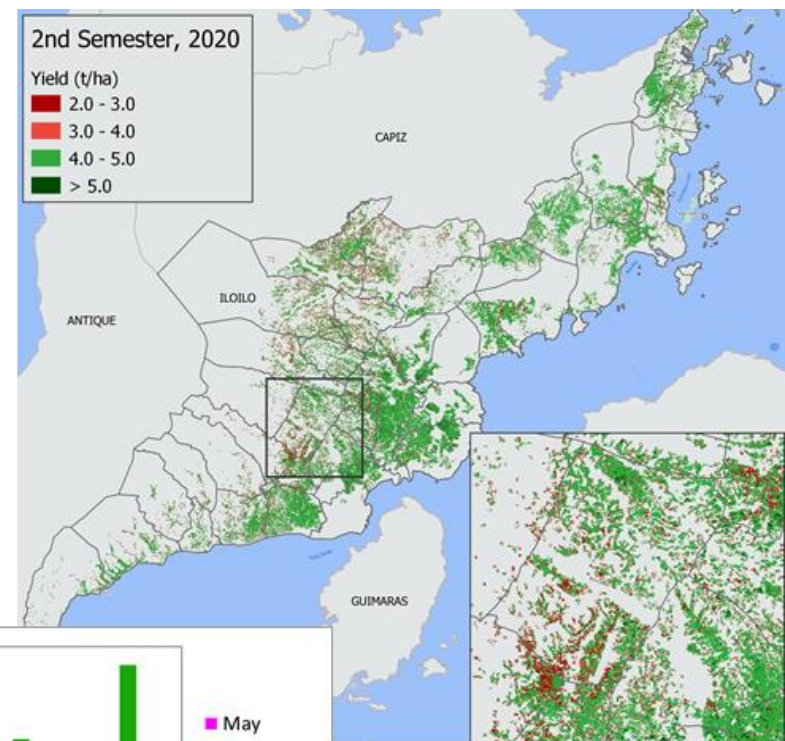 2nd Semester, 2020
Yield (t/ha)
2.0 - 3.0
3.0 - 4.0
4.0 - 5.0
> 5.0
CAPIZ
ILOILO
ANTIQUE
GUIMARAS
May